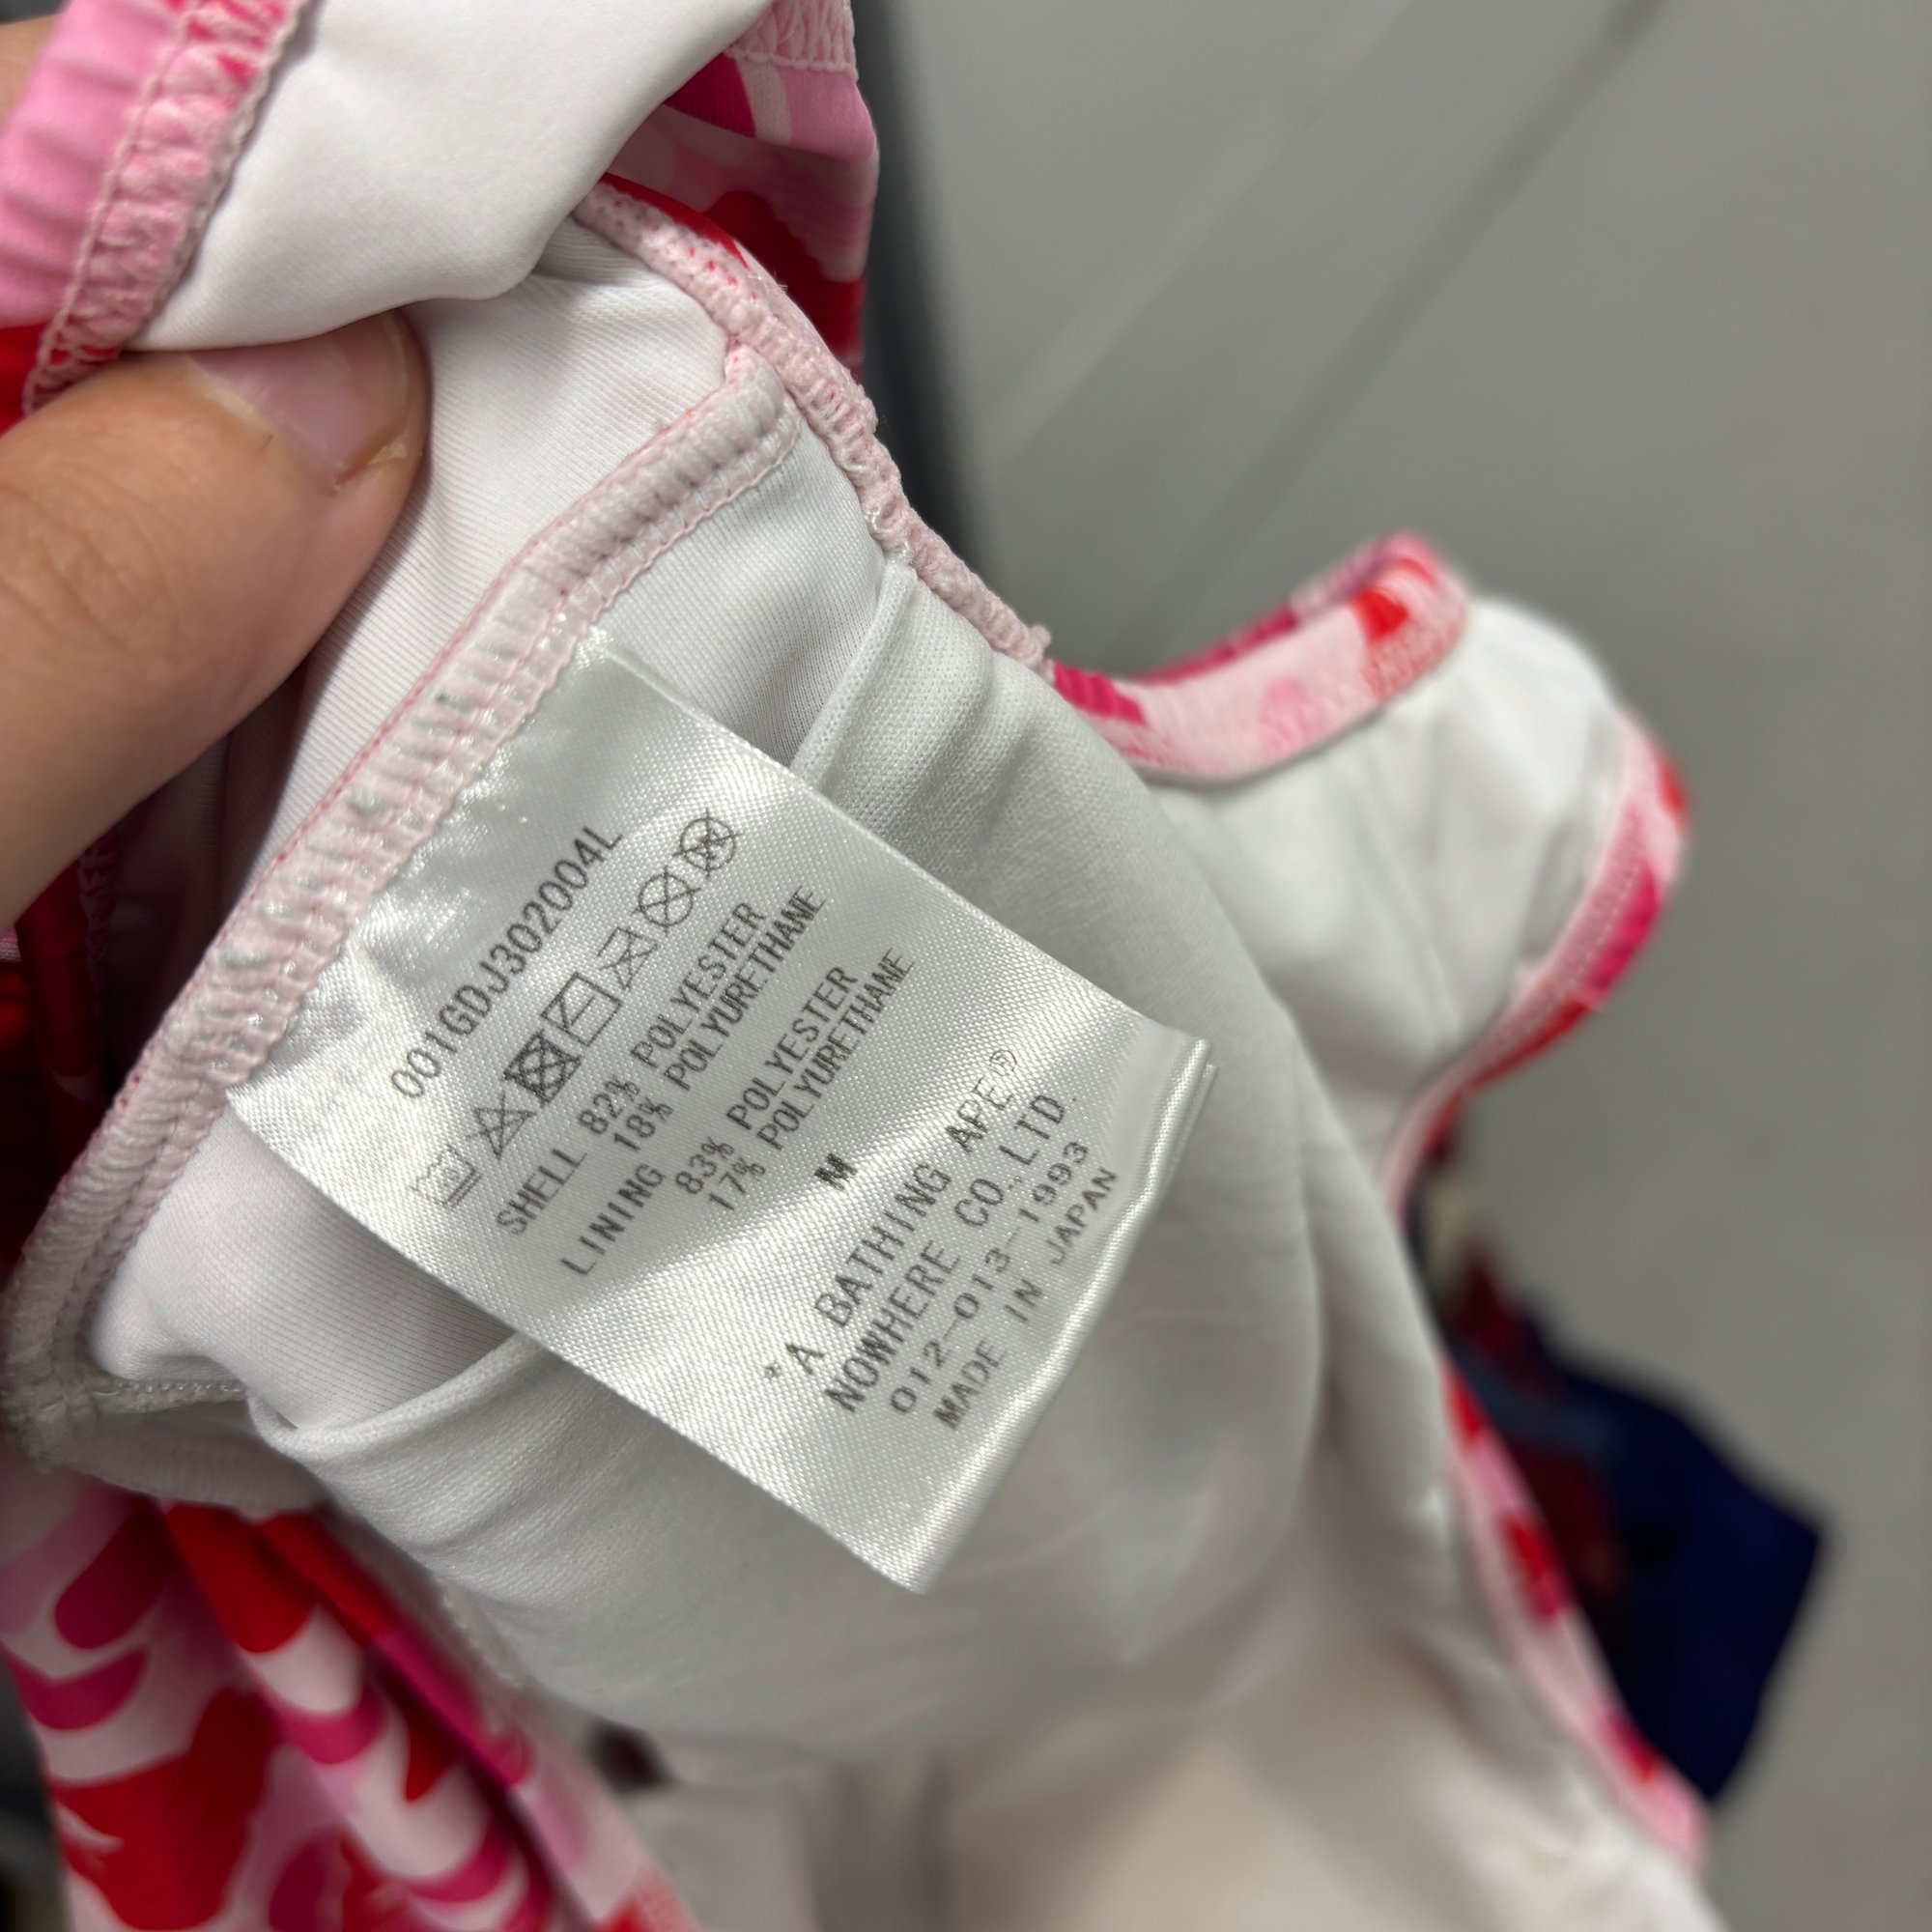 001GDJ302004L
SHELL 82% POLYESTER
18% POLYURETHANE
LINING 83% POLYESTER
17% POLYURETHANE
M
*A BATHING APE®
NOWHERE CO.,LTD.
012-013-1993
MADE IN JAPAN